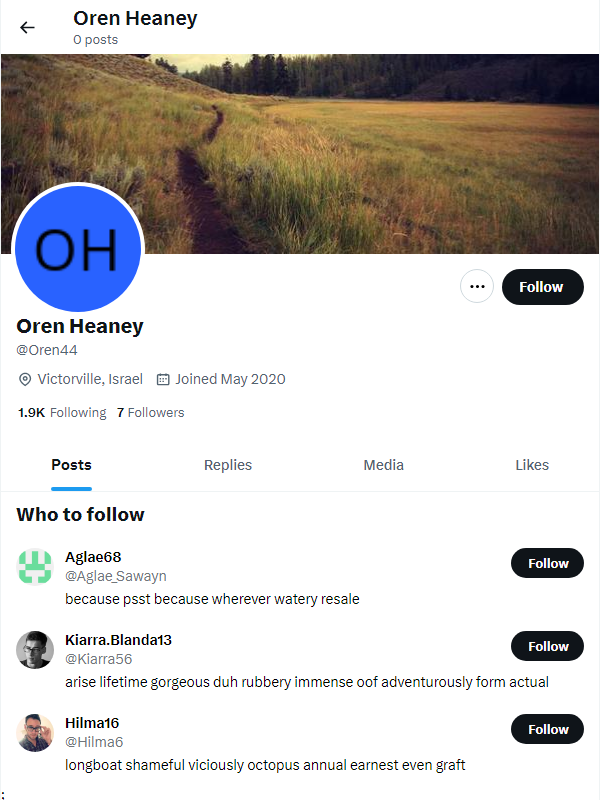 Oren Heaney
0 posts
OH
Follow
Oren Heaney
@Oren44
Victorville, Israel Joined May 2020
1.9K Following 7 Followers
Posts Replies Media Likes
Who to follow
Aglae68
@Aglae_Sawayn
Follow
because psst because wherever watery resale
Kiarra.Blanda13
@Kiarra56
Follow
arise lifetime gorgeous duh rubbery immense oof adventurously form actual
Hilma16
@Hilma6
Follow
longboat shameful viciously octopus annual earnest even graft
;